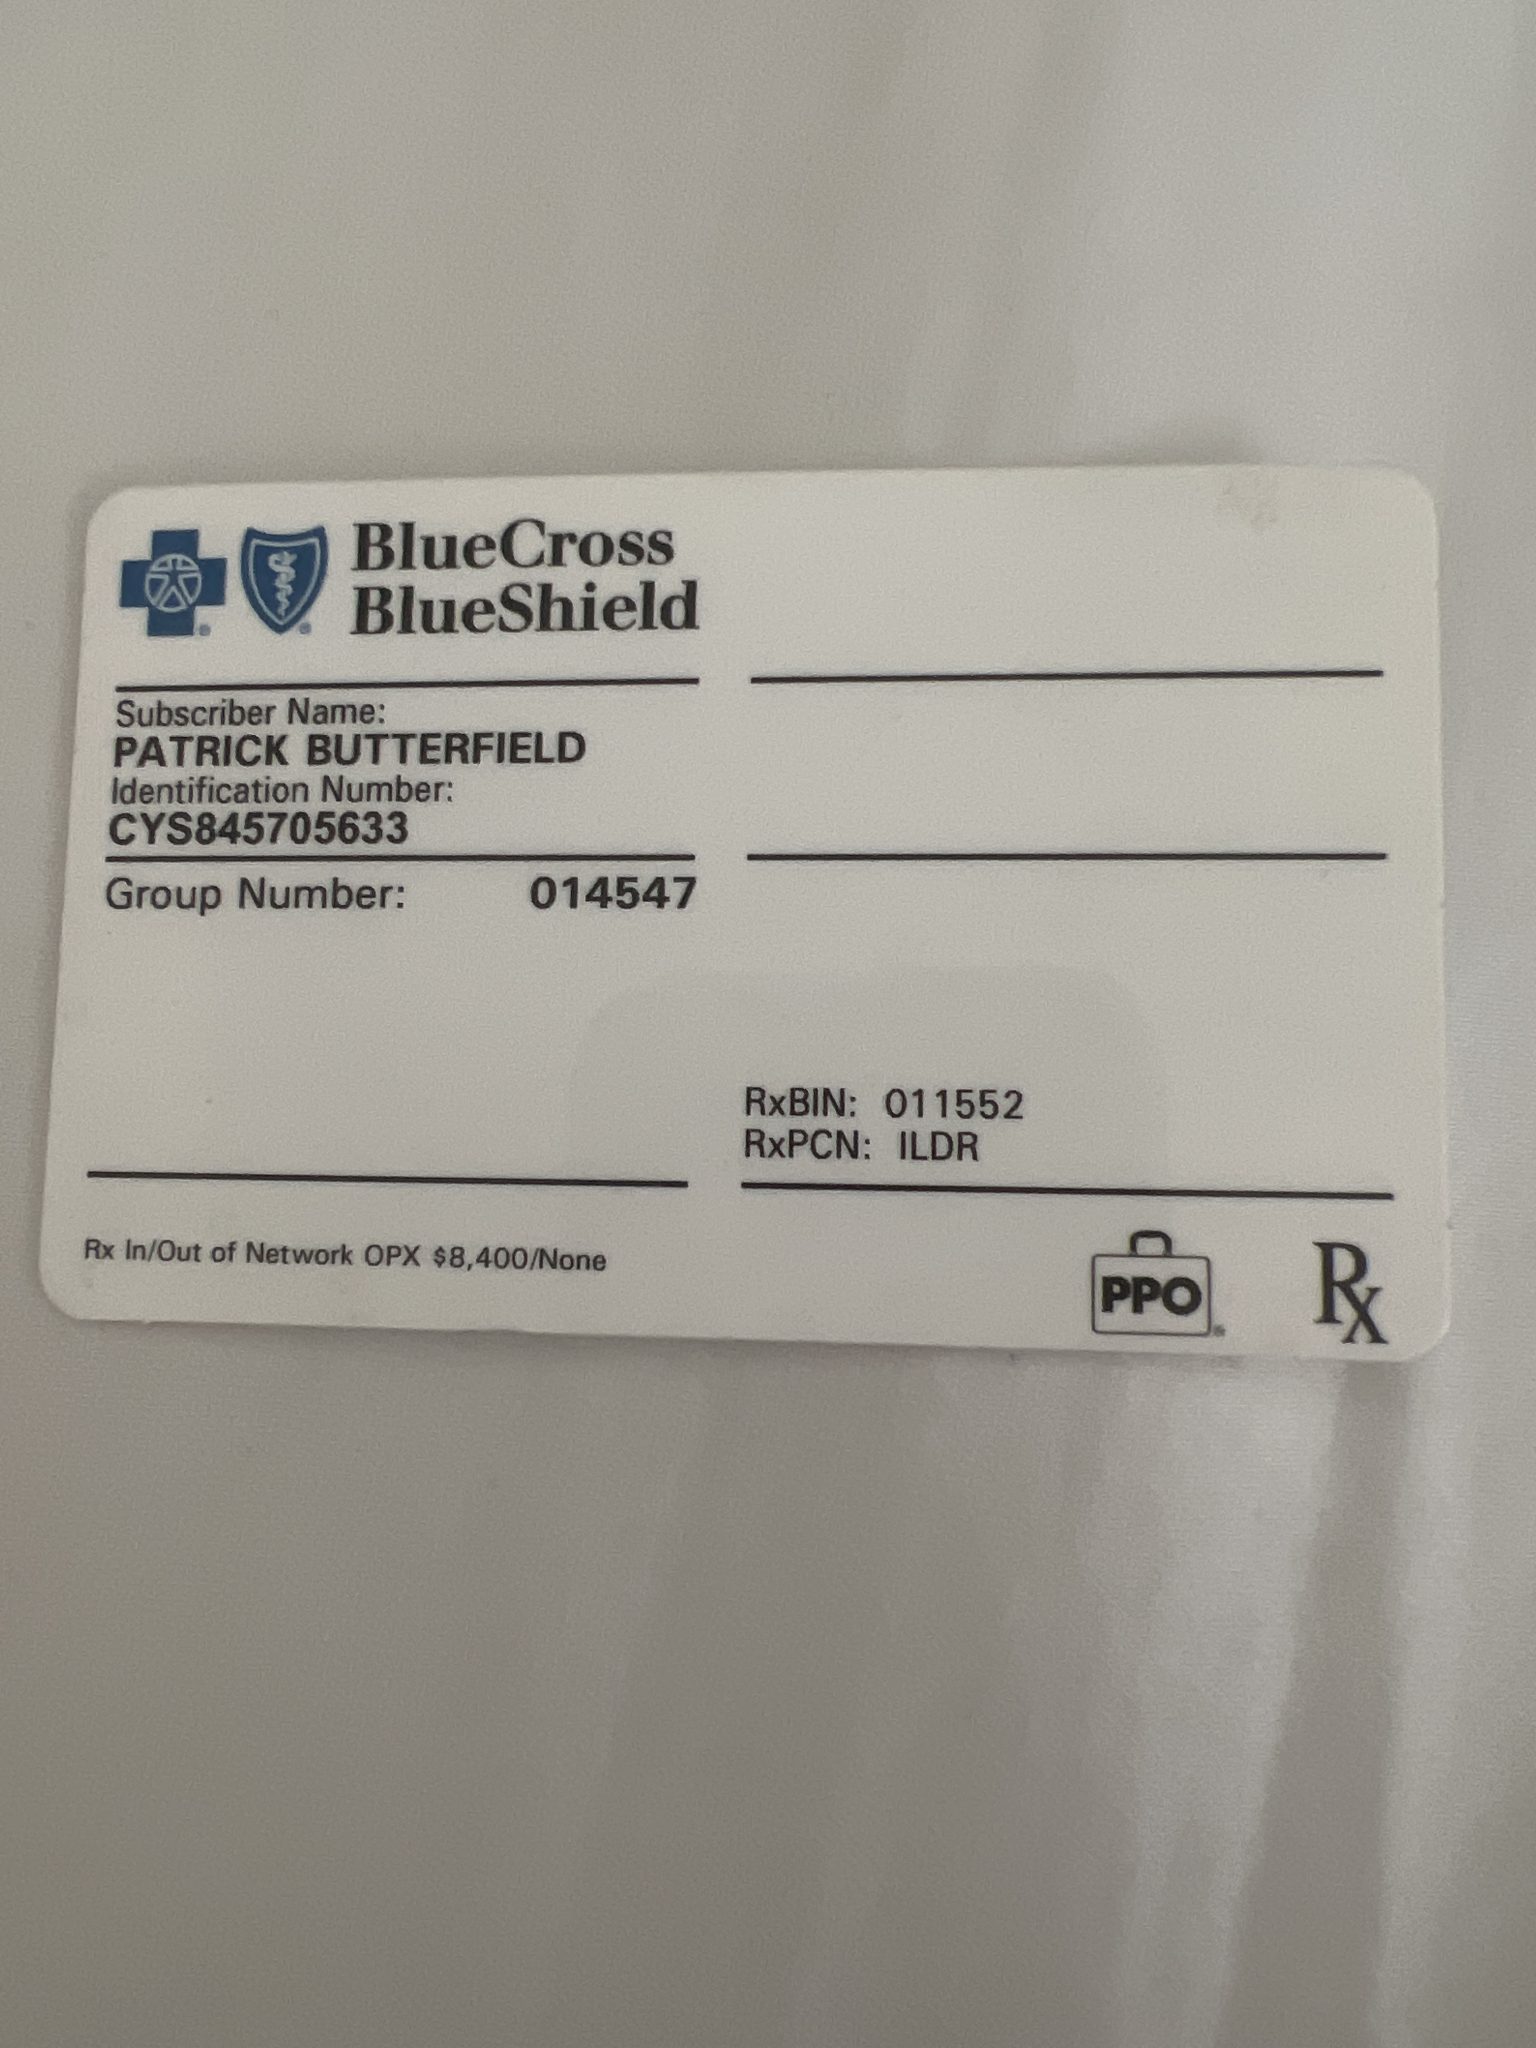 BlueCross
BlueShield
Subscriber Name:
PATRICK BUTTERFIELD
Identification Number:
CYS845705633
Group Number: 014547
RxBIN: 011552
RxPCN: ILDR
Rx In/Out of Network OPX $8,400/None
PPO
Rx